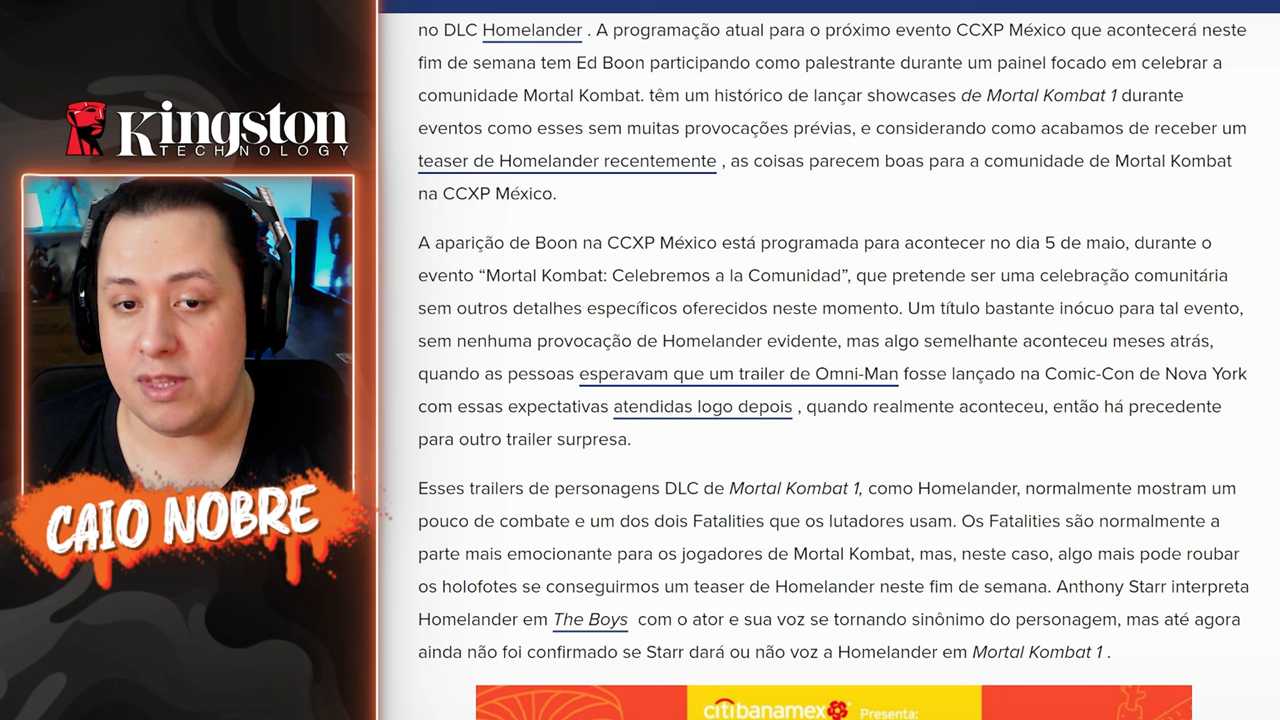 Kingston
TECHNOLOGY
CAIO NOBRE
no DLC Homelander . A programação atual para o próximo evento CCXP México que acontecerá neste
fim de semana tem Ed Boon participando como palestrante durante um painel focado em celebrar a
comunidade Mortal Kombat. têm um histórico de lançar showcases de Mortal Kombat 1 durante
eventos como esses sem muitas provocações prévias, e considerando como acabamos de receber um
teaser de Homelander recentemente , as coisas parecem boas para a comunidade de Mortal Kombat
na CCXP México.
A aparição de Boon na CCXP México está programada para acontecer no dia 5 de maio, durante o
evento “Mortal Kombat: Celebremos a la Comunidad”, que pretende ser uma celebração comunitária
sem outros detalhes específicos oferecidos neste momento. Um título bastante inócuo para tal evento,
sem nenhuma provocação de Homelander evidente, mas algo semelhante aconteceu meses atrás,
quando as pessoas esperavam que um trailer de Omni-Man fosse lançado na Comic-Con de Nova York
com essas expectativas atendidas logo depois , quando realmente aconteceu, então há precedente
para outro trailer surpresa.
Esses trailers de personagens DLC de Mortal Kombat 1, como Homelander, normalmente mostram um
pouco de combate e um dos dois Fatalities que os lutadores usam. Os Fatalities são normalmente a
parte mais emocionante para os jogadores de Mortal Kombat, mas, neste caso, algo mais pode roubar
os holofotes se conseguirmos um teaser de Homelander neste fim de semana. Anthony Starr interpreta
Homelander em The Boys com o ator e sua voz se tornando sinônimo do personagem, mas até agora
ainda não foi confirmado se Starr dará ou não voz a Homelander em Mortal Kombat 1 .
citibanamex Presenta: